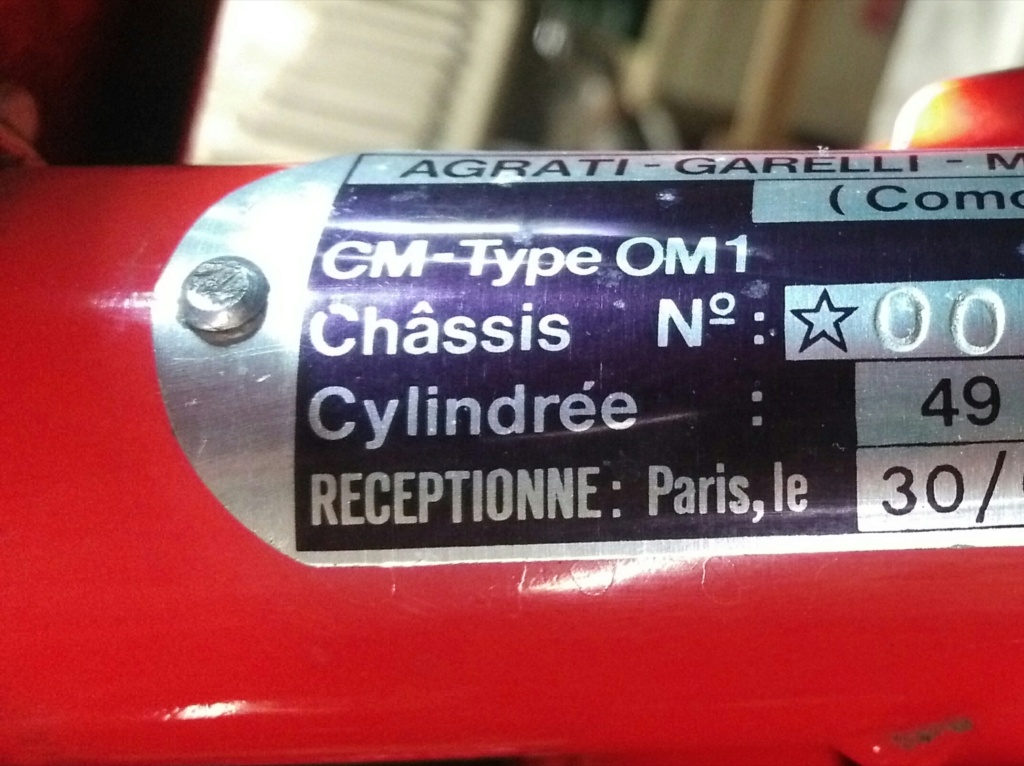 AGRATI - GARELLI - M
( Como
CM-Type OM1
Châssis Nº : ☆ 00
Cylindrée : 49
RECEPTIONNE : Paris, le 30/